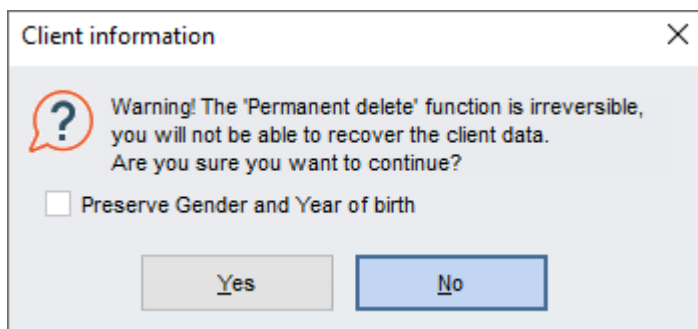 Client information
Warning! The 'Permanent delete' function is irreversible,
you will not be able to recover the client data.
Are you sure you want to continue?
Preserve Gender and Year of birth
Yes
No